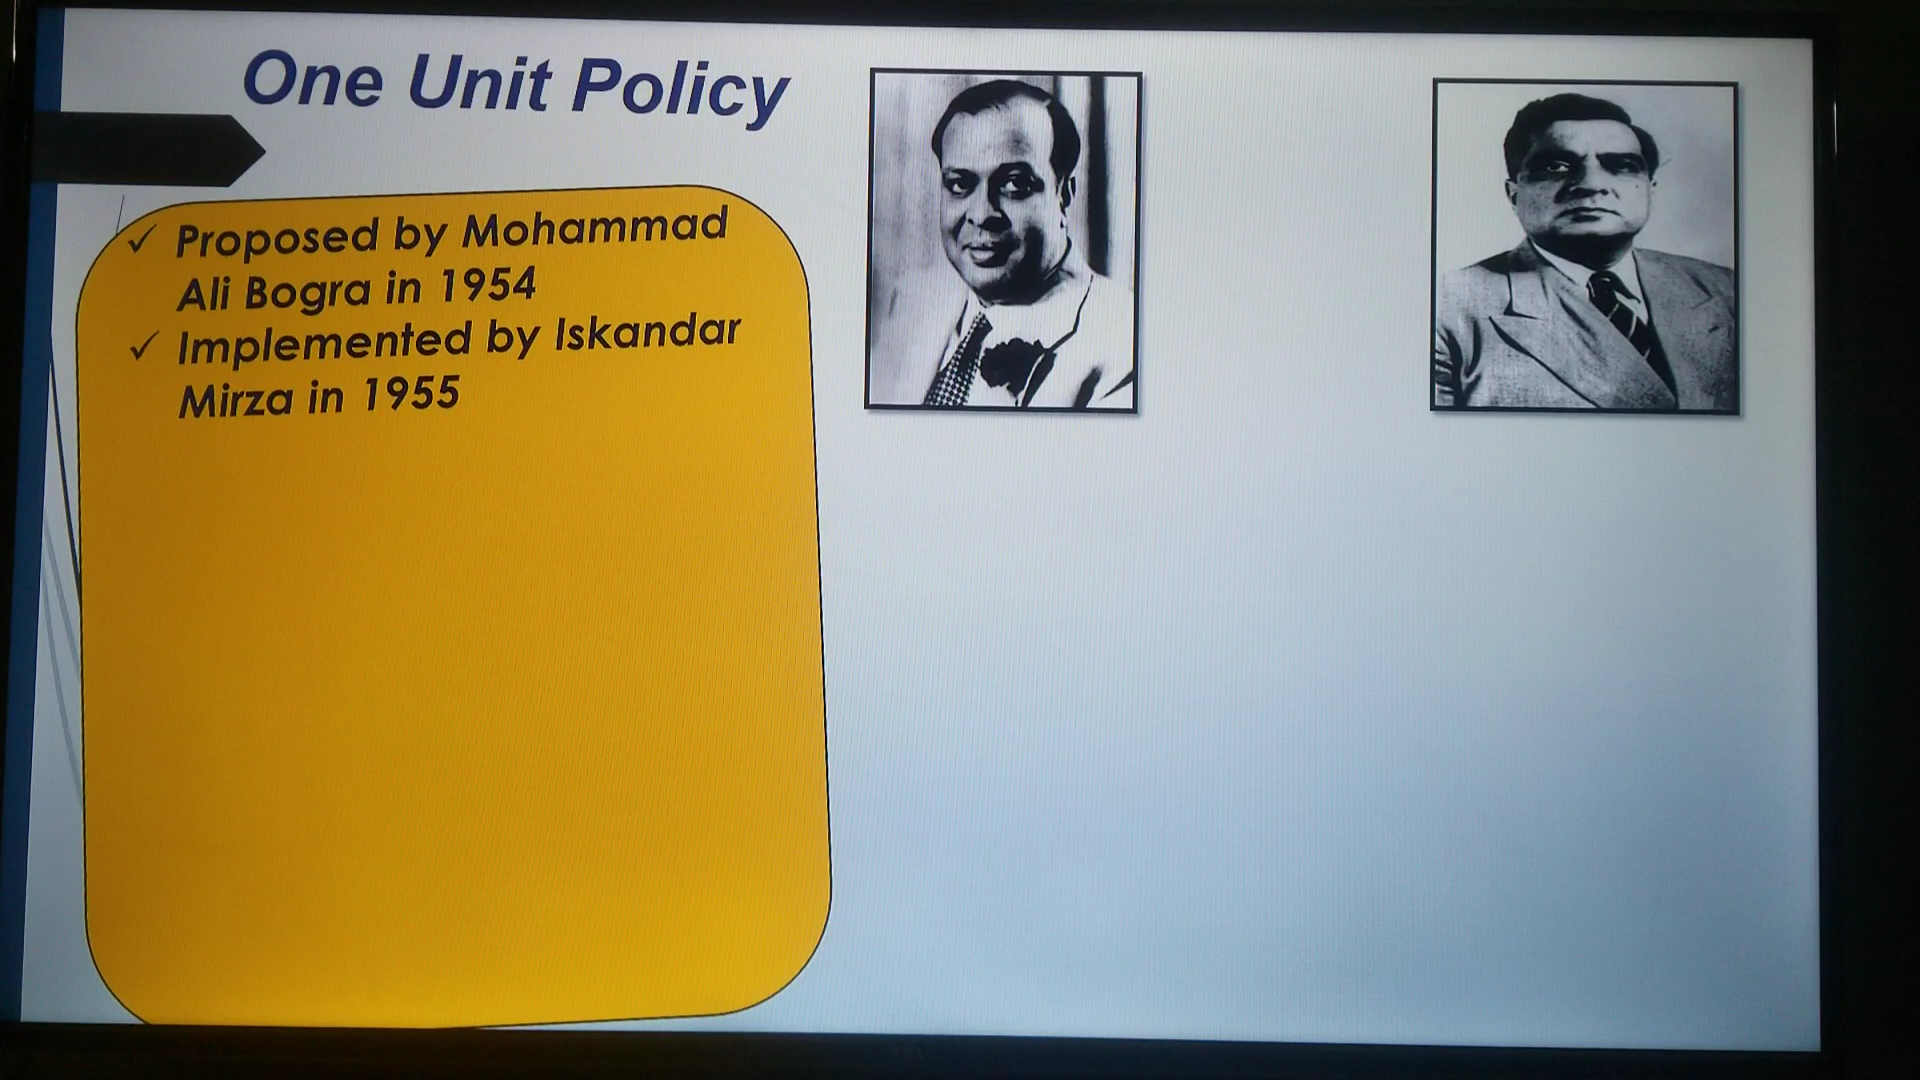 One Unit Policy
✓ Proposed by Mohammad
Ali Bogra in 1954
✓ Implemented by Iskandar
Mirza in 1955